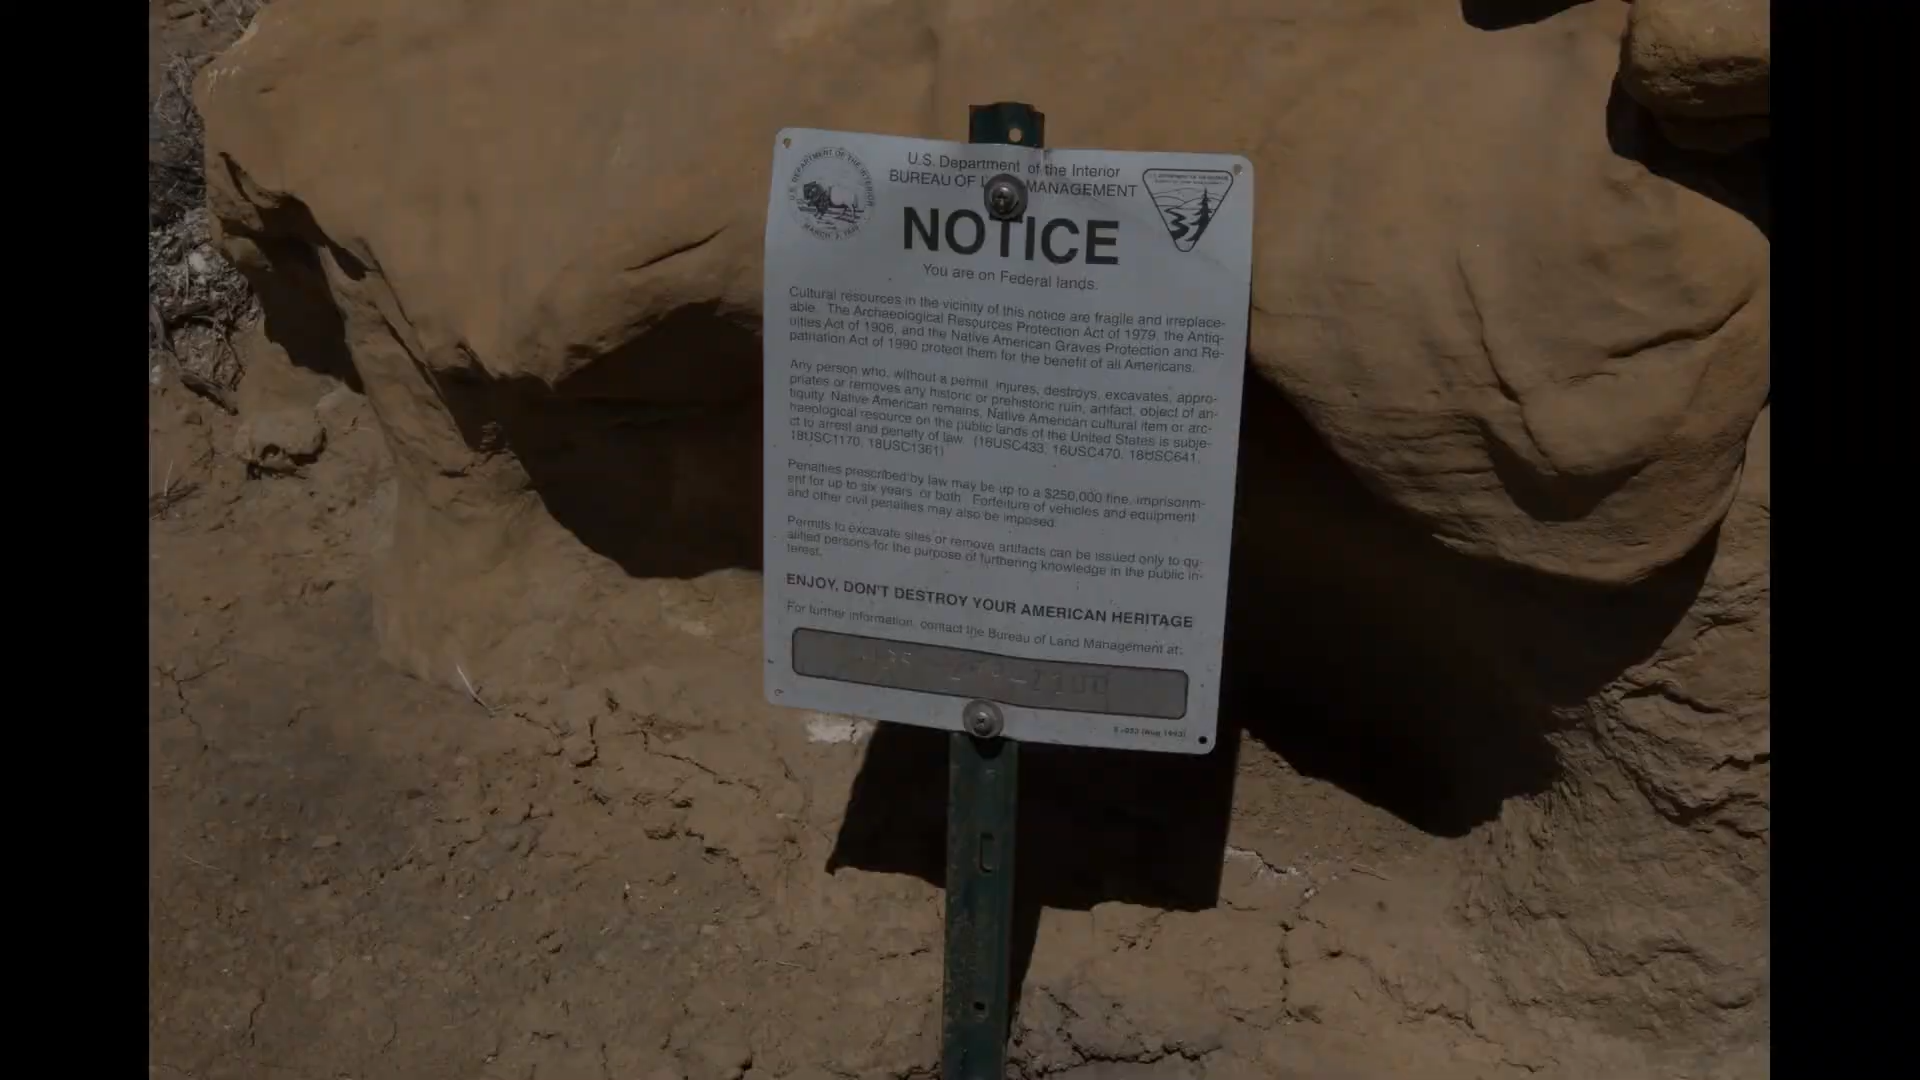 U.S. Department of the Interior
BUREAU OF MANAGEMENT
NOTICE
You are on Federal lands.
Cultural resources in the vicinity of this notice are fragile and irreplace-
able. The Archaeological Resources Protection Act of 1979, the Antiq-
uities Act of 1906, and the Native American Graves Protection and Re-
patriation Act of 1990 protect them for the benefit of all Americans.
Any person who, without a permit, injures, destroys, excavates, appro-
priates or removes any historic or prehistoric ruin, artifact, object of an-
tiquity, Native American remains, Native American cultural item or arc-
haeological resource on the public lands of the United States is subje-
ct to arrest and penalty of law. (16USC433, 16USC470, 18USC641,
18USC1170, 18USC1361)
Penalties prescribed by law may be up to a $250,000 fine, imprisonm-
ent for up to six years, or both. Forfeiture of vehicles and equipment
and other civil penalties may also be imposed.
Permits to excavate sites or remove artifacts can be issued only to qu-
alified persons for the purpose of furthering knowledge in the public in-
terest.
ENJOY, DON'T DESTROY YOUR AMERICAN HERITAGE
For further information, contact the Bureau of Land Management at:
U.S. DEPARTMENT OF THE INTERIOR